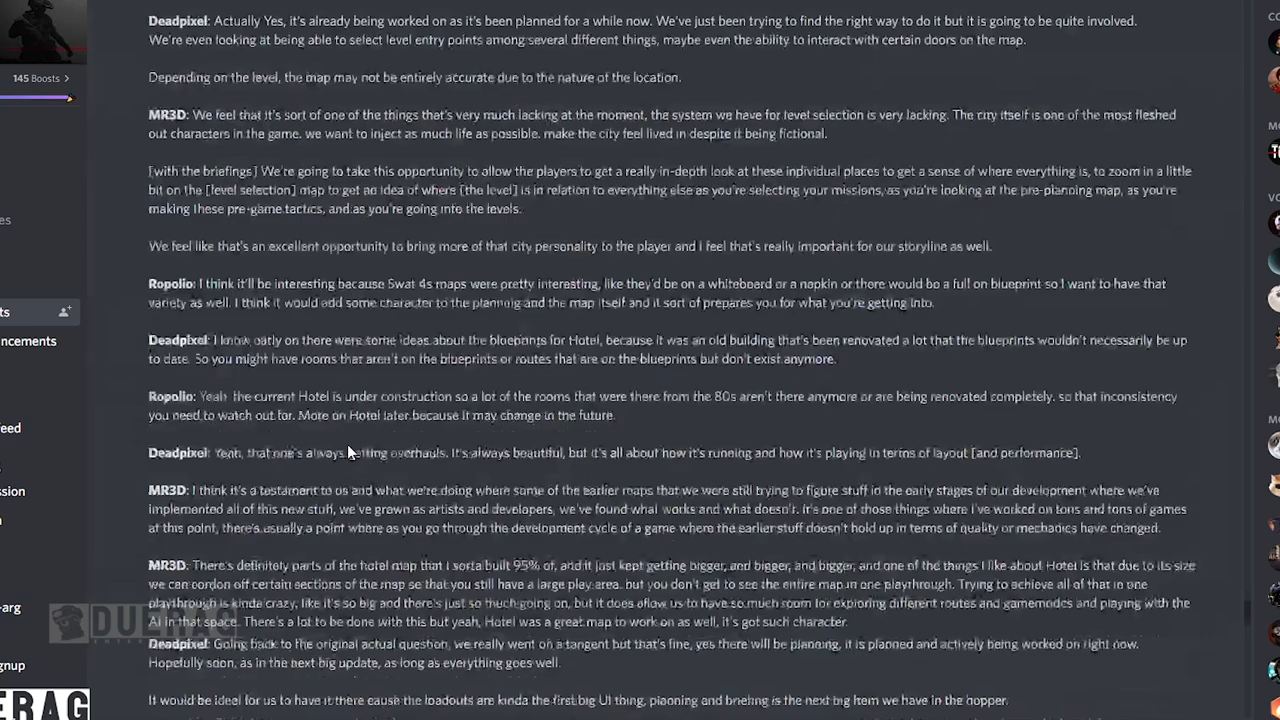 Deadpixel: Actually Yes, it's already being worked on as it's been planned for a while now. We've just been trying to find the right way to do it but it is going to be quite involved.
We're even looking at being able to select level entry points among several different things, maybe even the ability to interact with certain doors on the map.
145 Boosts
Depending on the level, the map may not be entirely accurate due to the nature of the location.
MR3D: We feel that it's sort of one of the things that's very much lacking at the moment, the system we have for level selection is very lacking. The city itself is one of the most fleshed
out characters in the game. we want to inject as much life as possible. make the city feel lived in despite it being fictional.
[with the briefings] We're going to take this opportunity to allow the players to get a really in-depth look at these individual places to get a sense of where everything is, to zoom in a little
bit on the [level selection] map to get ad idea of where [the level] is in relation to everything else as you're selecting your missions, as you're looking at the pre-planning map, as you're
making these pre-game tactics, and as you're going into the levels.
es
We feel like that's an excellent opportunity to bring more of that city personality to the player and I feel that's really important for our storyline as well.
Ropolio: I think it'll be interesting because Swat 4s maps were pretty interesting, like they'd be on a whiteboard or a napkin or there would be a full on blueprint so I want to have that
variety as well. I think it would add some character to the planning and the map itself and it sort of prepares you for what you're getting into.
ts
ncements
Deadpixel: I know early on there were some ideas about the blueprints for Hotel, because it was an old building that's been renovated a lot that the blueprints wouldn't necessarily be up
to date. So you might have rooms that aren't on the blueprints or routes that are on the blueprints but don't exist anymore.
Ropolio: Yeah the current Hotel is under construction so a lot of the rooms that were there from the 80s aren't there anymore or are being renovated completely. so that inconsistency
you need to watch out for. More on Hotel later because it may change in the future.
eed
Deadpixel: Yeah, that one's always getting overhauls. It's always beautiful, but it's all about how it's running and how it's playing in terms of layout [and performance].
ssion
MR3D: I think it's a testament to us and what we're doing where some of the earlier maps that we were still trying to figure stuff in the early stages of our development where we've
implemented all of this new stuff, we've grown as artists and developers, we've found what works and what doesn't. It's one of those things where I've worked on tons and tons of games
at this point, there's usually a point where as you go through the development cycle of a game where the earlier stuff doesn't hold up in terms of quality or mechanics have changed.
MR3D: There's definitely parts of the hotel map that I sorta built 95% of, and it just kept getting bigger, and bigger, and bigger, and one of the things I like about Hotel is that due to its size
we can cordon off certain sections of the map so that you still have a large play area. but you don't get to see the entire map in one playthrough. Trying to achieve all of that in one
playthrough is kinda crazy, like it's so big and there's just so much going on, but it does allow us to have so much room for exploring different routes and gamemodes and playing with the
AI in that space. There's a lot to be done with this but yeah, Hotel was a great map to work on as well, it's got such character.
-arg
DUERAG
Deadpixel: Going back to the original actual question, we really went on a tangent but that's fine, yes there will be planning, it is planned and actively being worked on right now.
Hopefully soon, as in the next big update, as long as everything goes well.
gnup
It would be ideal for us to have it there cause the loadouts are kinda the first big UI thing, planning and briefing is the next big item we have in the hopper.
ERAG